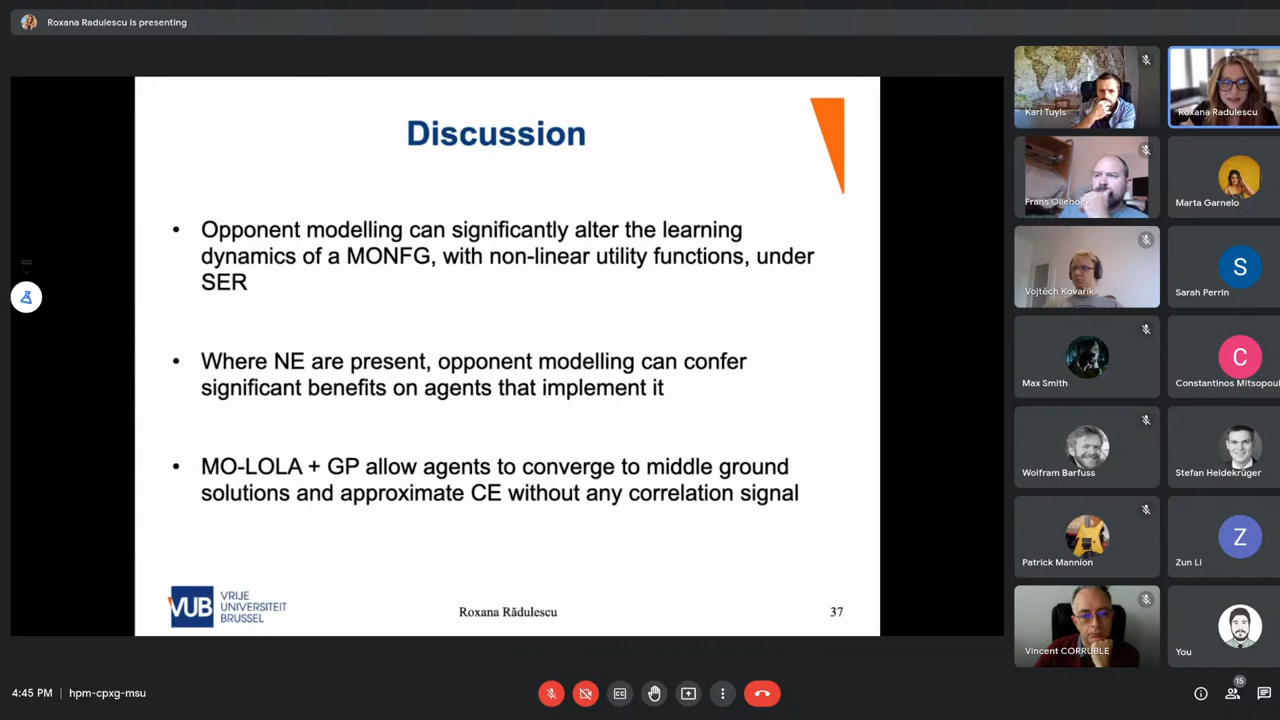 Roxana Radulescu is presenting
Discussion
• Opponent modelling can significantly alter the learning
dynamics of a MONFG, with non-linear utility functions, under
SER
• Where NE are present, opponent modelling can confer
significant benefits on agents that implement it
• MO-LOLA + GP allow agents to converge to middle ground
solutions and approximate CE without any correlation signal
VUB
VRIJE
UNIVERSITEIT
BRUSSEL
Roxana Rădulescu
37
Karl Tuyls
Roxana Radulescu
Frans Oliehoek
Marta Garnelo
Vojtěch Kovařík
S
Sarah Perrin
Max Smith
C
Constantinos Mitsopoul
Wolfram Barfuss
Stefan Heidekrüger
Patrick Mannion
Z
Zun Li
Vincent CORRUBLE
You
4:45 PM | hpm-cpxg-msu
CC
15